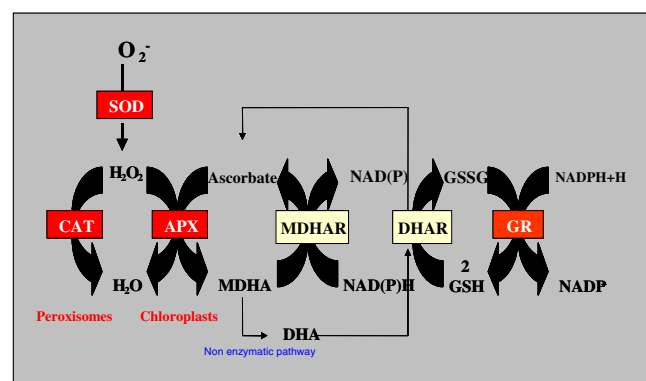 O₂⁻
SOD
H₂O₂
Ascorbate
NAD(P)
GSSG
NADPH+H
CAT
APX
MDHAR
DHAR
GR
H₂O
MDHA
NAD(P)H
2
GSH
NADP
Peroxisomes
Chloroplasts
DHA
Non enzymatic pathway